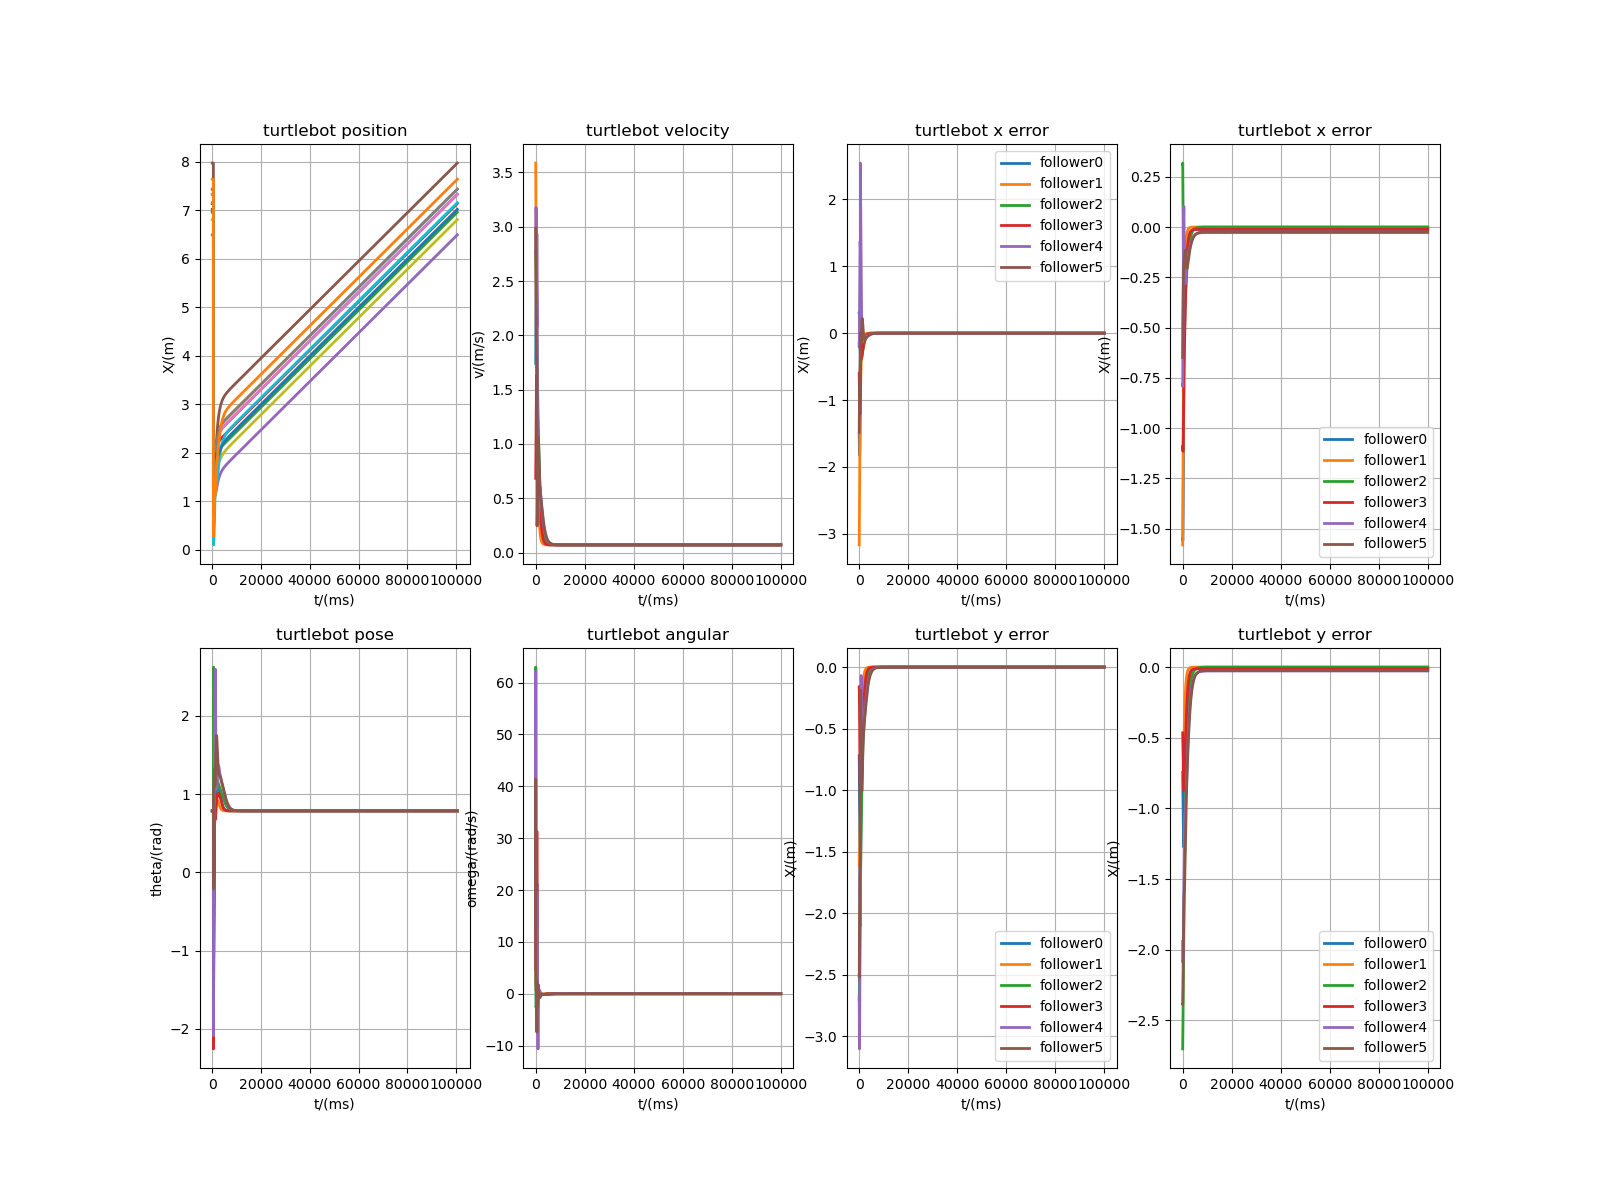 turtlebot position
8
7
6
5
4
3
2
1
0
X/(m)
0 20000 40000 60000 80000 100000
t/(ms)
turtlebot velocity
3.5
3.0
2.5
2.0
1.5
1.0
0.5
0.0
v/(m/s)
0 20000 40000 60000 80000 100000
t/(ms)
turtlebot x error
2
1
0
−1
−2
−3
X/(m)
follower0
follower1
follower2
follower3
follower4
follower5
0 20000 40000 60000 80000 100000
t/(ms)
turtlebot x error
0.25
0.00
−0.25
−0.50
−0.75
−1.00
−1.25
−1.50
X/(m)
follower0
follower1
follower2
follower3
follower4
follower5
0 20000 40000 60000 80000 100000
t/(ms)
turtlebot pose
2
1
0
−1
−2
theta/(rad)
0 20000 40000 60000 80000 100000
t/(ms)
turtlebot angular
60
50
40
30
20
10
0
−10
omega/(rad/s)
0 20000 40000 60000 80000 100000
t/(ms)
turtlebot y error
0.0
−0.5
−1.0
−1.5
−2.0
−2.5
−3.0
X/(m)
follower0
follower1
follower2
follower3
follower4
follower5
0 20000 40000 60000 80000 100000
t/(ms)
turtlebot y error
0.0
−0.5
−1.0
−1.5
−2.0
−2.5
X/(m)
follower0
follower1
follower2
follower3
follower4
follower5
0 20000 40000 60000 80000 100000
t/(ms)